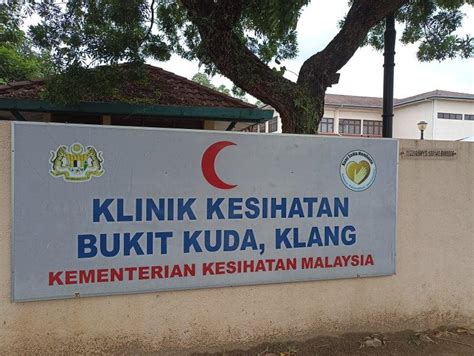 KLINIK KESIHATAN
BUKIT KUDA, KLANG
KEMENTERIAN KESIHATAN MALAYSIA